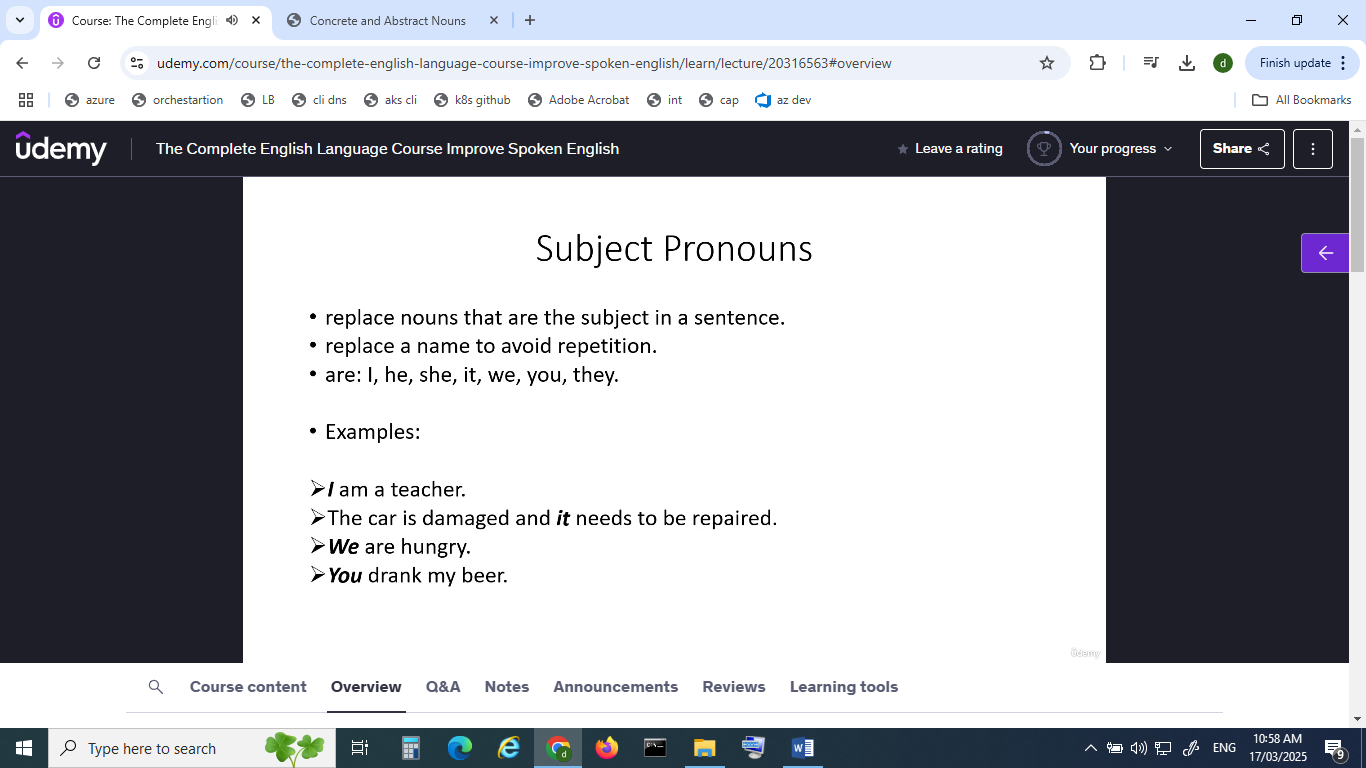 Course: The Complete Engli
Concrete and Abstract Nouns
udemy.com/course/the-complete-english-language-course-improve-spoken-english/learn/lecture/20316563#overview
d
Finish update
azure
orchestartion
LB
cli dns
aks cli
k8s github
Adobe Acrobat
int
cap
az dev
All Bookmarks
ûdemy
The Complete English Language Course Improve Spoken English
Leave a rating
Your progress
Share
Subject Pronouns
• replace nouns that are the subject in a sentence.
• replace a name to avoid repetition.
• are: I, he, she, it, we, you, they.
• Examples:
➢I am a teacher.
➢The car is damaged and it needs to be repaired.
➢We are hungry.
➢You drank my beer.
ûdemy
Course content
Overview
Q&A
Notes
Announcements
Reviews
Learning tools
Type here to search
ENG
10:58 AM
17/03/2025
9